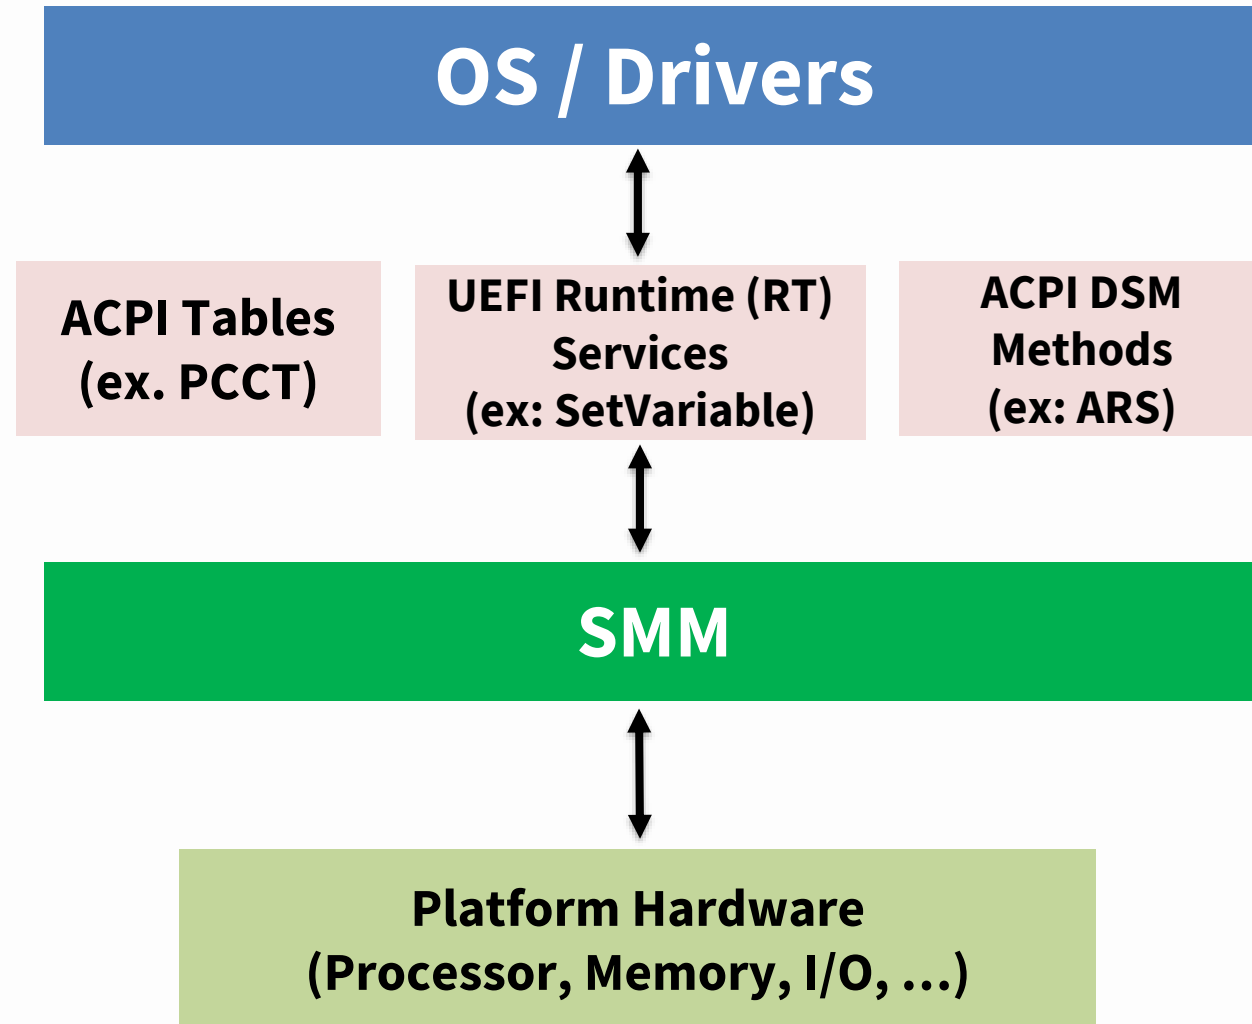 OS / Drivers
ACPI Tables
(ex. PCCT)
UEFI Runtime (RT)
Services
(ex: SetVariable)
ACPI DSM
Methods
(ex: ARS)
SMM
Platform Hardware
(Processor, Memory, I/O, ...)